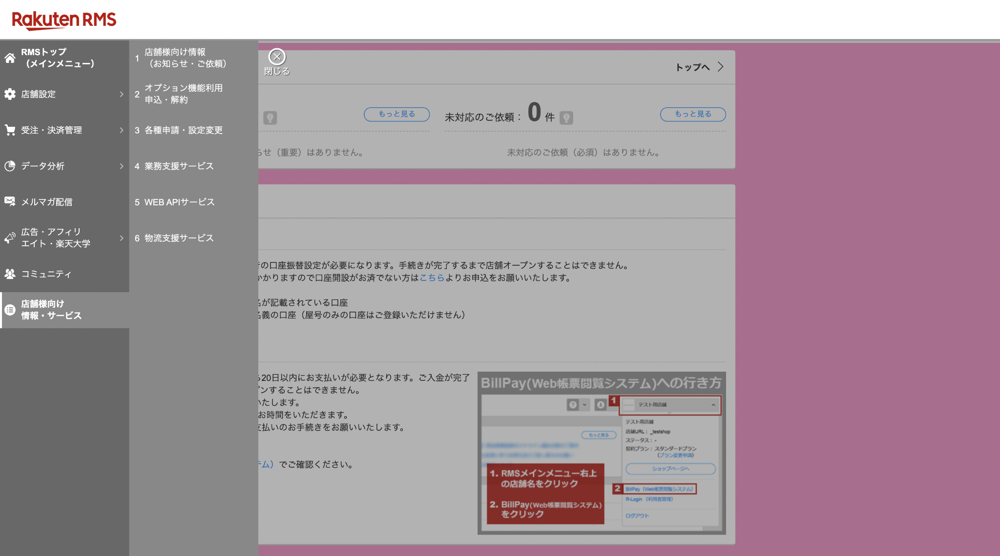 Rakuten RMS
RMSトップ
（メインメニュー）
店舗設定
受注・決済管理
データ分析
メルマガ配信
広告・アフィリ
エイト・楽天大学
コミュニティ
店舗様向け
情報・サービス
1 店舗様向け情報
（お知らせ・ご依頼）
2 オプション機能利用
申込・解約
3 各種申請・設定変更
4 業務支援サービス
5 WEB APIサービス
6 物流支援サービス
閉じる
トップへ
もっと見る
未対応のご依頼： 0 件
もっと見る
らせ（重要）はありません。
未対応のご依頼（必須）はありません。
の口座振替設定が必要になります。手続きが完了するまで店舗オープンすることはできません。
かかりますので口座開設がお済でない方はこちらよりお申込をお願いいたします。
名が記載されている口座
名義の口座（屋号のみの口座はご登録いただけません）
ら20日以内にお支払いが必要となります。ご入金が完了
プンすることはできません。
いたします。
お時間をいただきます。
支払いのお手続きをお願いいたします。
テム）でご確認ください。
BillPay(Web帳票閲覧システム)への行き方
1
テスト用店舗
テスト用店舗
店舗URL： _testshop
ステータス： -
契約プラン： スタンダードプラン
（プラン変更申請）
もっと見る
ショップページへ
1. RMSメインメニュー右上
の店舗名をクリック
2. BillPay(Web帳票閲覧システム)
をクリック
2 BillPay（Web帳票閲覧システム）
R-Login （利用者管理）
ログアウト